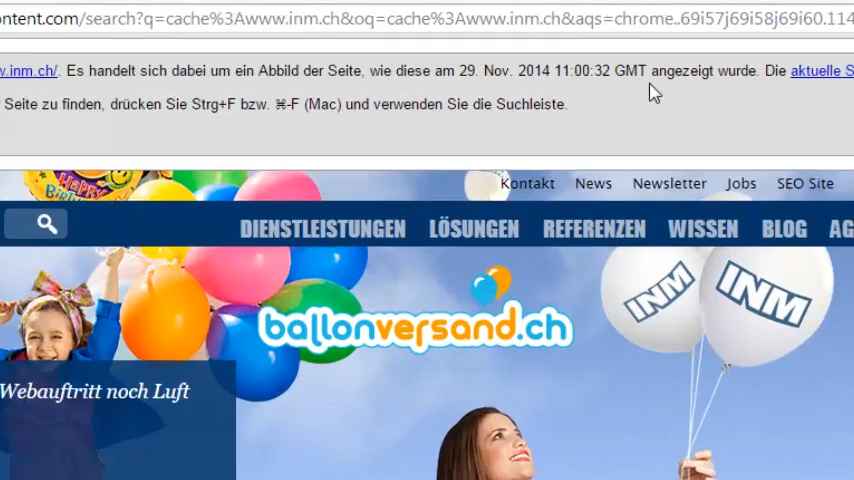 ontent.com/search?q=cache%3Awww.inm.ch&oq=cache%3Awww.inm.ch&aqs=chrome..69i57j69i58j69i60.114
w.inm.ch/. Es handelt sich dabei um ein Abbild der Seite, wie diese am 29. Nov. 2014 11:00:32 GMT angezeigt wurde. Die aktuelle S
r Seite zu finden, drücken Sie Strg+F bzw. ⌘-F (Mac) und verwenden Sie die Suchleiste.
Kontakt News Newsletter Jobs SEO Site
HAPPY
DIENSTLEISTUNGEN LÖSUNGEN REFERENZEN WISSEN BLOG AG
INM INM
ballonversand.ch
Webauftritt noch Luft